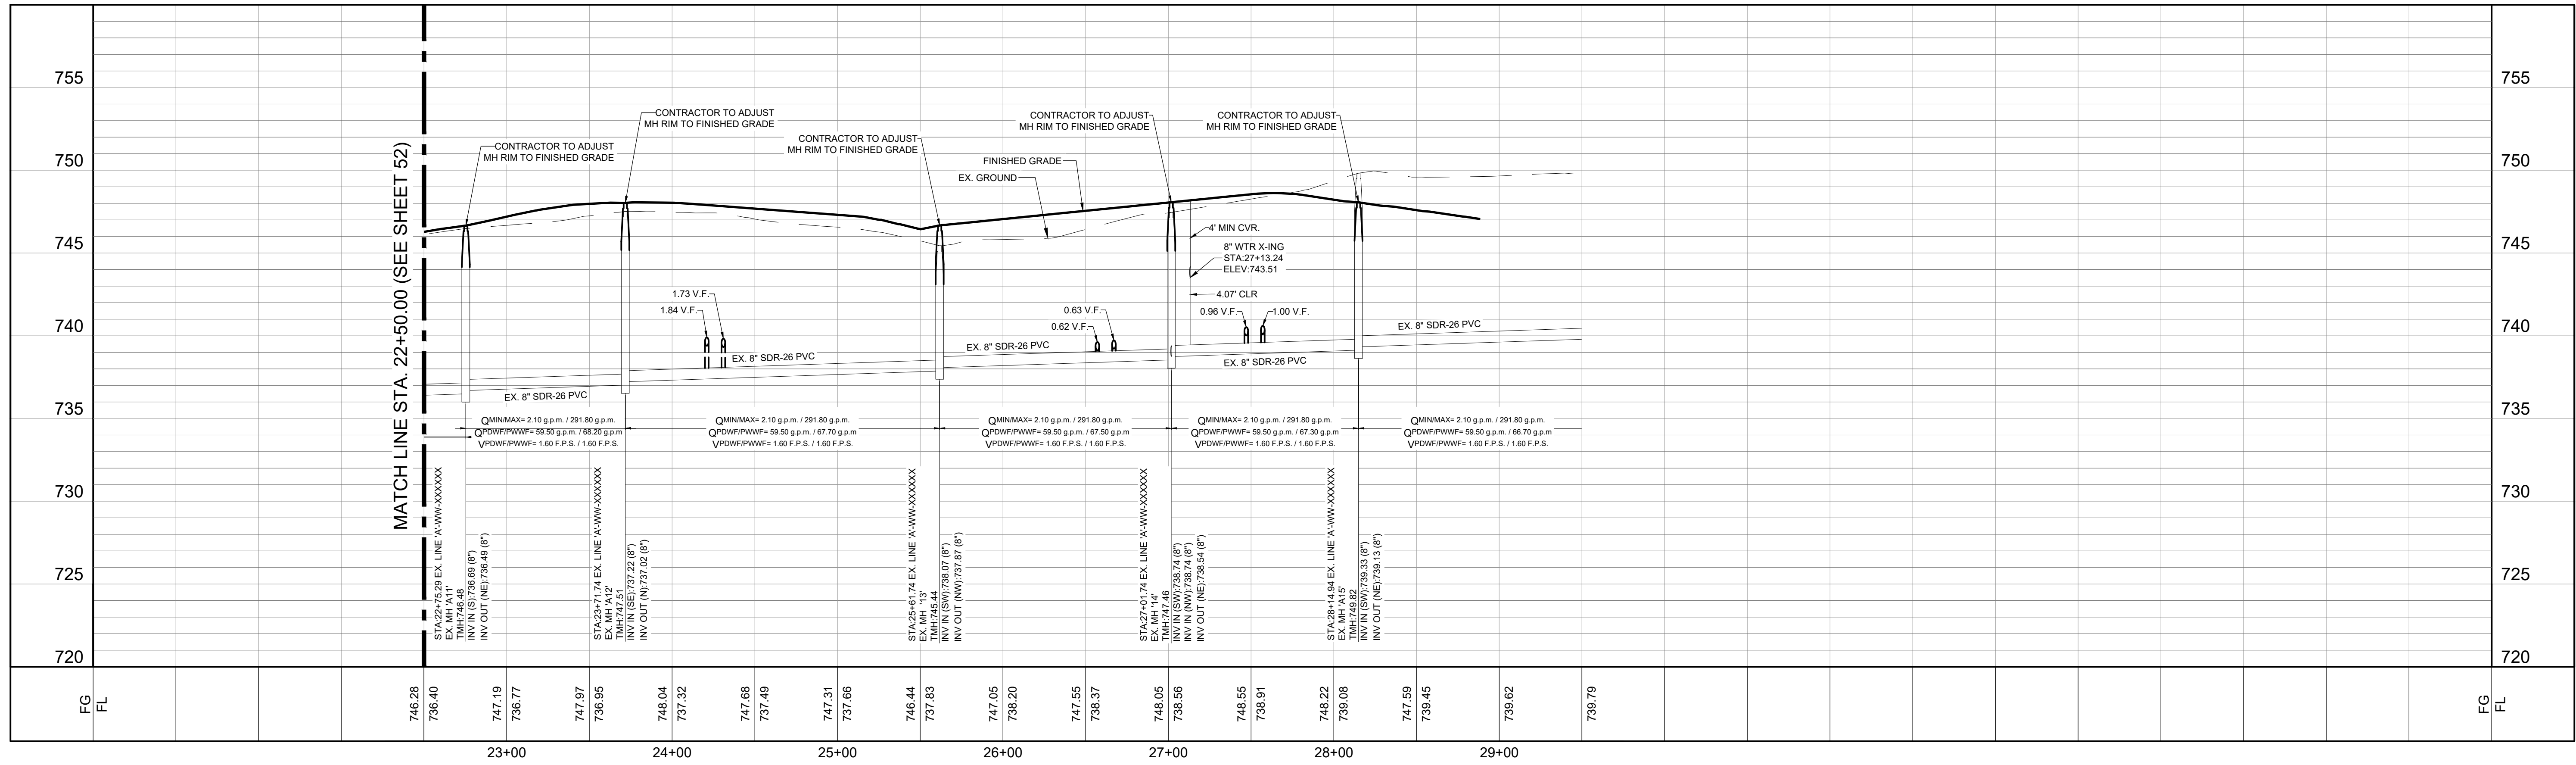 755
750
745
740
735
730
725
720
755
750
745
740
735
730
725
720
MATCH LINE STA. 22+50.00 (SEE SHEET 52)
CONTRACTOR TO ADJUST
MH RIM TO FINISHED GRADE
CONTRACTOR TO ADJUST
MH RIM TO FINISHED GRADE
CONTRACTOR TO ADJUST
MH RIM TO FINISHED GRADE
CONTRACTOR TO ADJUST
MH RIM TO FINISHED GRADE
CONTRACTOR TO ADJUST
MH RIM TO FINISHED GRADE
FINISHED GRADE
EX. GROUND
4' MIN CVR.
8" WTR X-ING
STA:27+13.24
ELEV:743.51
4.07' CLR
1.73 V.F.
1.84 V.F.
0.63 V.F.
0.62 V.F.
0.96 V.F.
1.00 V.F.
EX. 8" SDR-26 PVC
EX. 8" SDR-26 PVC
EX. 8" SDR-26 PVC
EX. 8" SDR-26 PVC
EX. 8" SDR-26 PVC
QMIN/MAX= 2.10 g.p.m. / 291.80 g.p.m.
QPDWF/PWWF= 59.50 g.p.m. / 68.20 g.p.m
VPDWF/PWWF= 1.60 F.P.S. / 1.60 F.P.S.
QMIN/MAX= 2.10 g.p.m. / 291.80 g.p.m.
QPDWF/PWWF= 59.50 g.p.m. / 67.70 g.p.m
VPDWF/PWWF= 1.60 F.P.S. / 1.60 F.P.S.
QMIN/MAX= 2.10 g.p.m. / 291.80 g.p.m.
QPDWF/PWWF= 59.50 g.p.m. / 67.50 g.p.m
VPDWF/PWWF= 1.60 F.P.S. / 1.60 F.P.S.
QMIN/MAX= 2.10 g.p.m. / 291.80 g.p.m.
QPDWF/PWWF= 59.50 g.p.m. / 67.30 g.p.m
VPDWF/PWWF= 1.60 F.P.S. / 1.60 F.P.S.
QMIN/MAX= 2.10 g.p.m. / 291.80 g.p.m.
QPDWF/PWWF= 59.50 g.p.m. / 66.70 g.p.m
VPDWF/PWWF= 1.60 F.P.S. / 1.60 F.P.S.
STA:22+75.29 EX. LINE 'A'-WW-XXXXXX
EX. MH 'A11'
TMH:746.48
INV IN (S):736.69 (8")
INV OUT (NE):736.49 (8")
STA:23+71.74 EX. LINE 'A'-WW-XXXXXX
EX. MH 'A12'
TMH:747.51
INV IN (SE):737.22 (8")
INV OUT (N):737.02 (8")
STA:25+61.74 EX. LINE 'A'-WW-XXXXXX
EX. MH '13'
TMH:745.44
INV IN (SW):738.07 (8")
INV OUT (NW):737.87 (8")
STA:27+01.74 EX. LINE 'A'-WW-XXXXXX
EX. MH '14'
TMH:747.46
INV IN (SW):738.74 (8")
INV IN (NW):738.74 (8")
INV OUT (NE):738.54 (8")
STA:28+14.94 EX. LINE 'A'-WW-XXXXXX
EX. MH 'A15'
TMH:749.82
INV IN (SW):739.33 (8")
INV OUT (NE):739.13 (8")
FG
FL
746.28
736.40
747.19
736.77
747.97
736.95
748.04
737.32
747.68
737.49
747.31
737.66
746.44
737.83
747.05
738.20
747.55
738.37
748.05
738.56
748.55
738.91
748.22
739.08
747.59
739.45
739.62
739.79
FG
FL
23+00
24+00
25+00
26+00
27+00
28+00
29+00